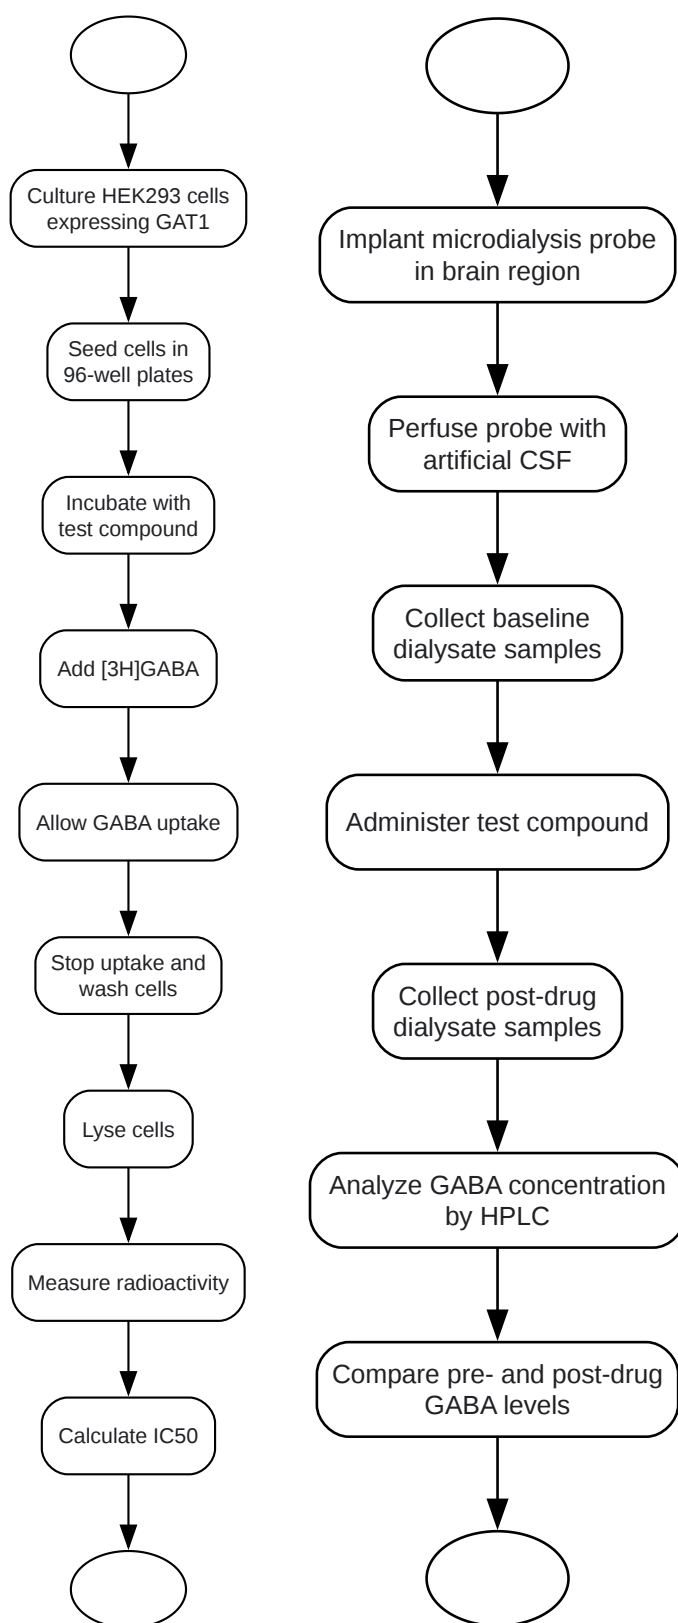 Culture HEK293 cells
expressing GAT1
Seed cells in
96-well plates
Incubate with
test compound
Add [3H]GABA
Allow GABA uptake
Stop uptake and
wash cells
Lyse cells
Measure radioactivity
Calculate IC50
Implant microdialysis probe
in brain region
Perfuse probe with
artificial CSF
Collect baseline
dialysate samples
Administer test compound
Collect post-drug
dialysate samples
Analyze GABA concentration
by HPLC
Compare pre- and post-drug
GABA levels